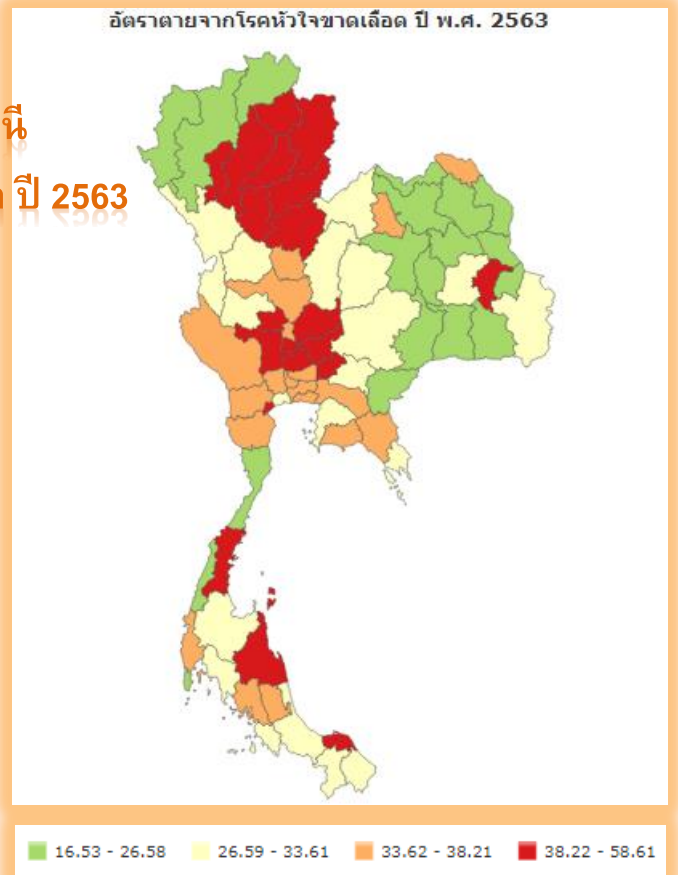 อัตราตายจากโรคหัวใจขาดเลือด ปี พ.ศ. 2563
นี
ปี 2563
16.53 - 26.58
26.59 - 33.61
33.62 - 38.21
38.22 - 58.61